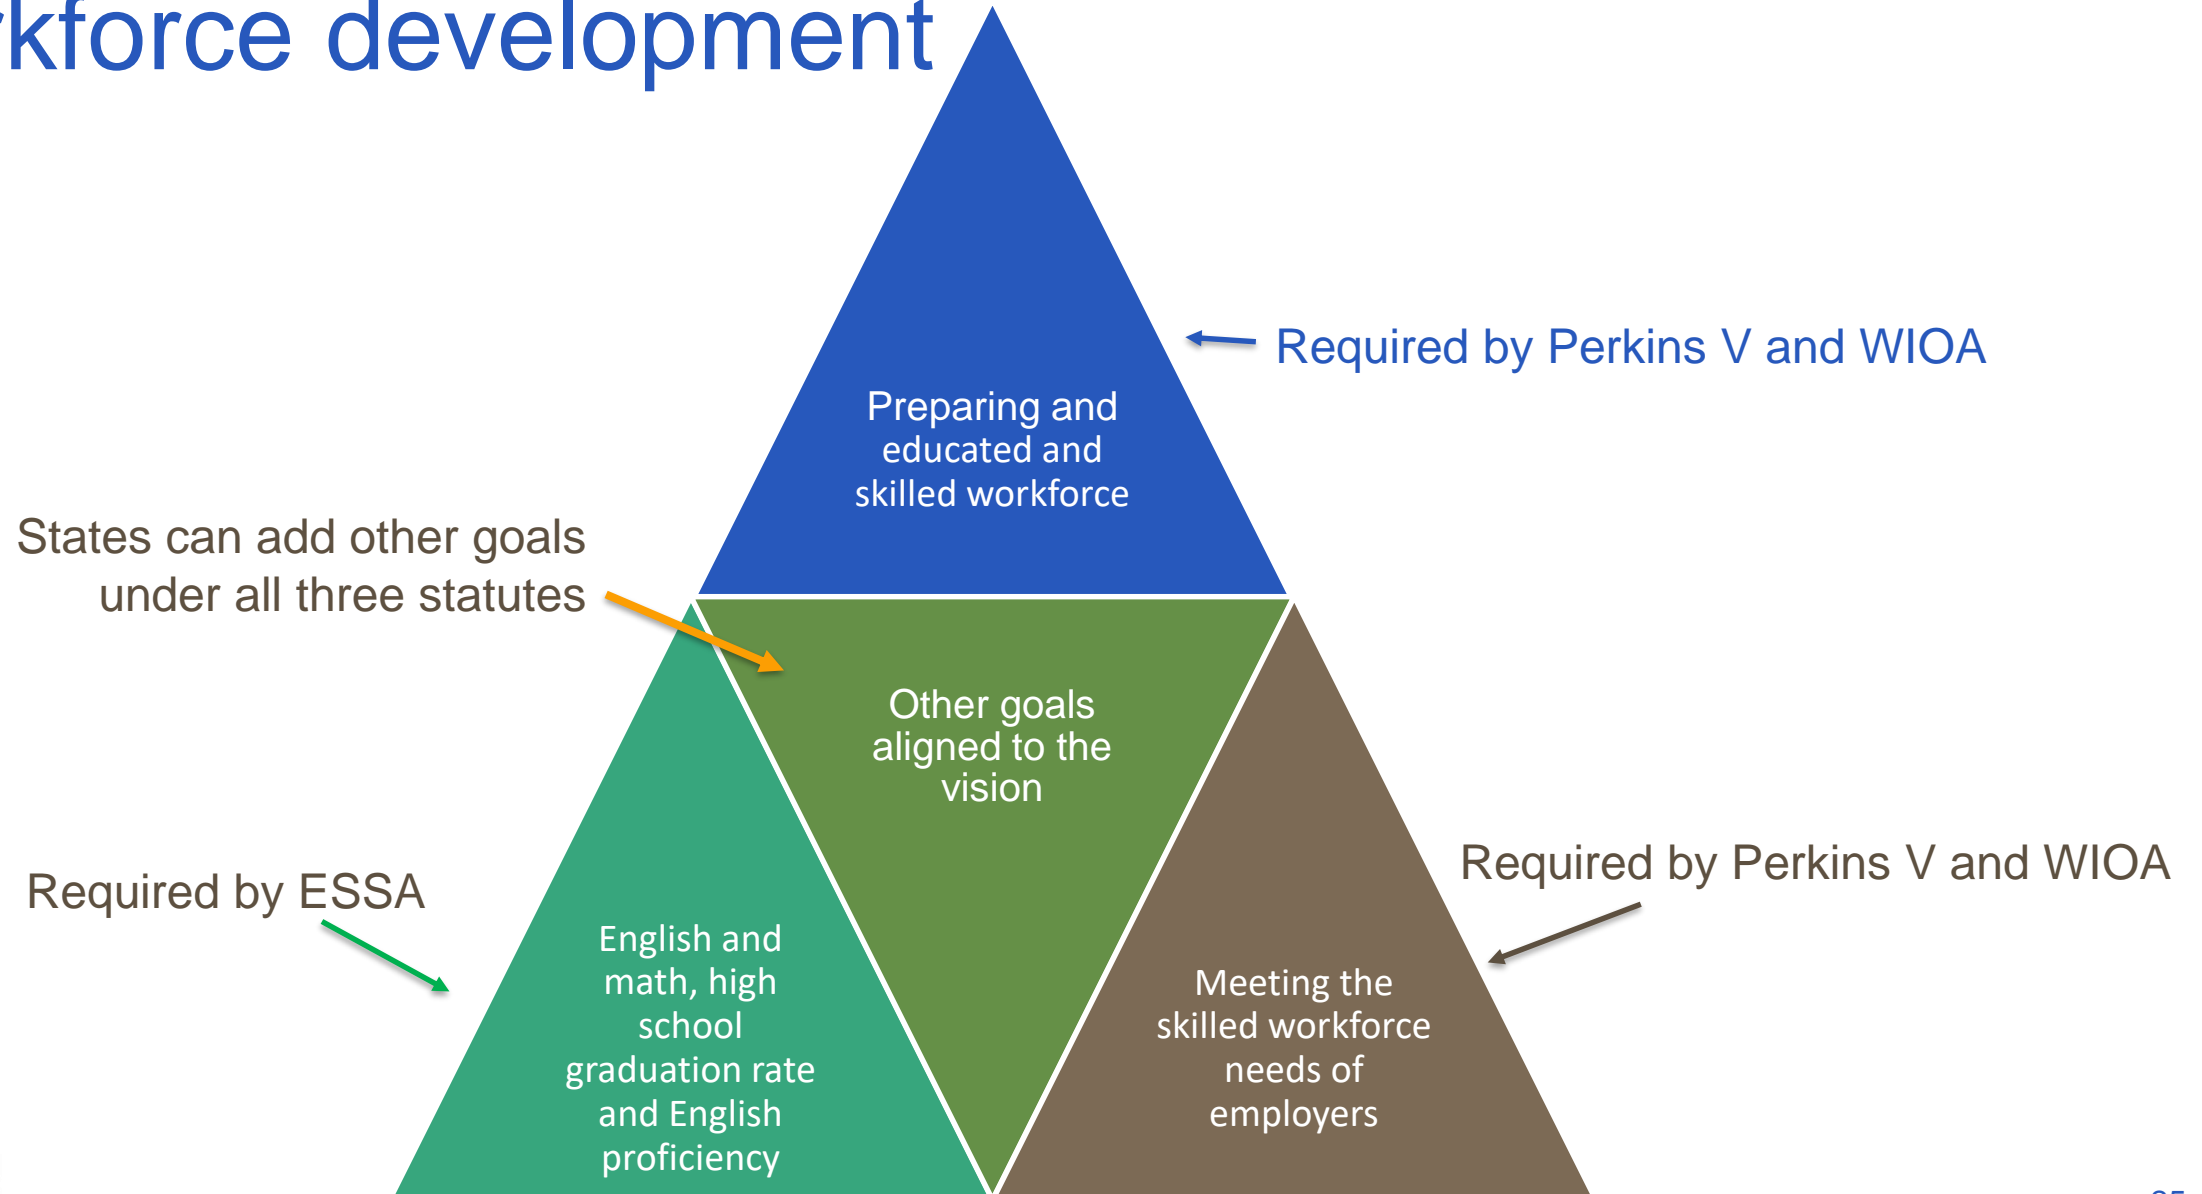 rkforce development
Required by Perkins V and WIOA
Preparing and
educated and
skilled workforce
States can add other goals
under all three statutes
Other goals
aligned to the
vision
Required by ESSA
Required by Perkins V and WIOA
English and
math, high
school
graduation rate
and English
proficiency
Meeting the
skilled workforce
needs of
employers